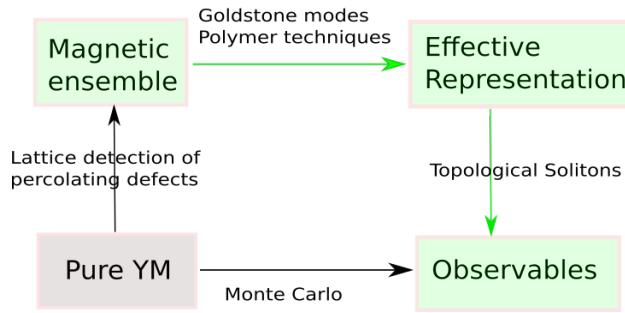 Goldstone modes
Polymer techniques
Magnetic
ensemble
Effective
Representation
Lattice detection of
percolating defects
Topological Solitons
Pure YM
Observables
Monte Carlo